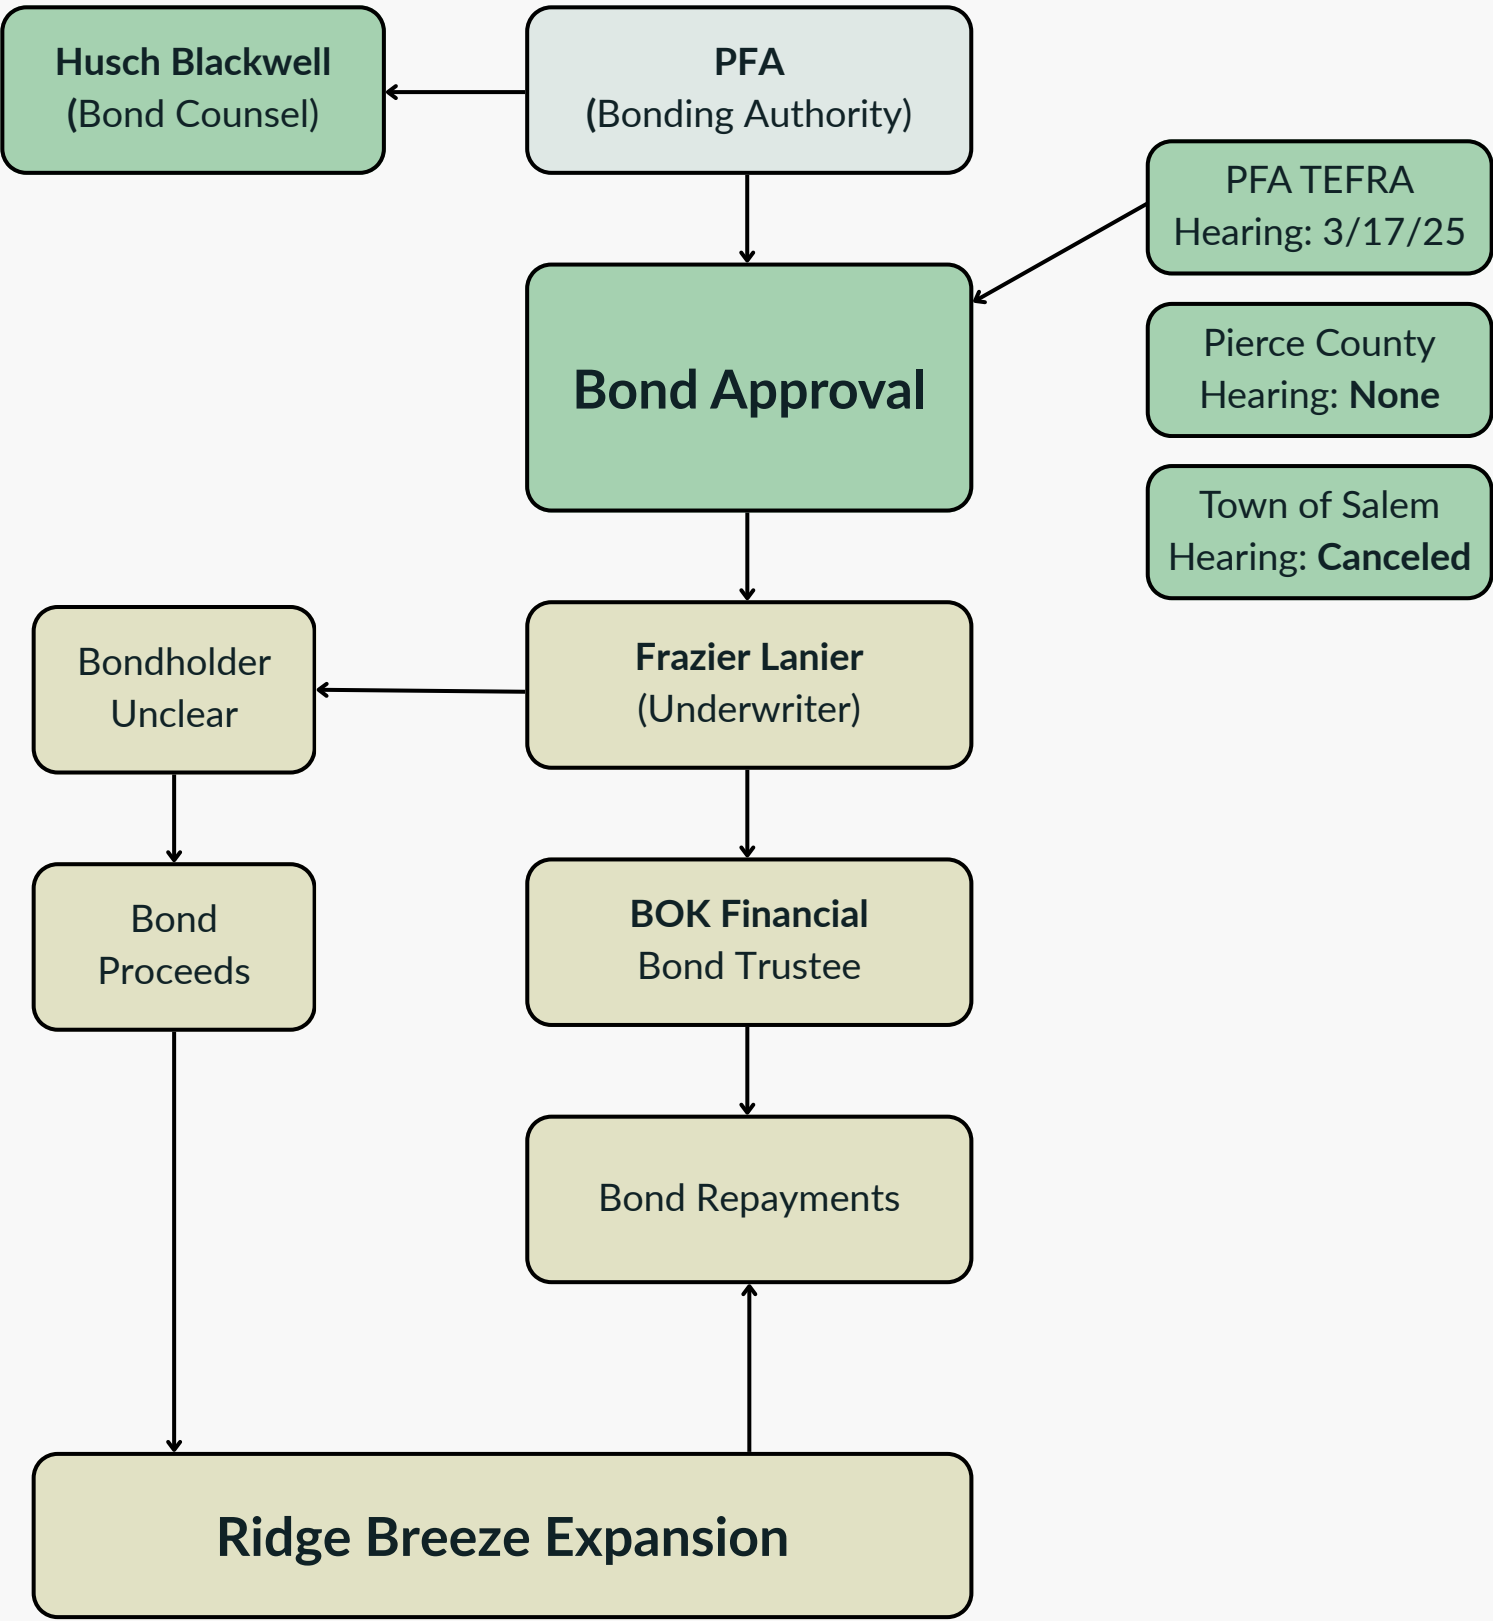 Husch Blackwell
(Bond Counsel)
PFA
(Bonding Authority)
PFA TEFRA
Hearing: 3/17/25
Bond Approval
Pierce County
Hearing: None
Town of Salem
Hearing: Canceled
Bondholder
Unclear
Frazier Lanier
(Underwriter)
Bond
Proceeds
BOK Financial
Bond Trustee
Bond Repayments
Ridge Breeze Expansion